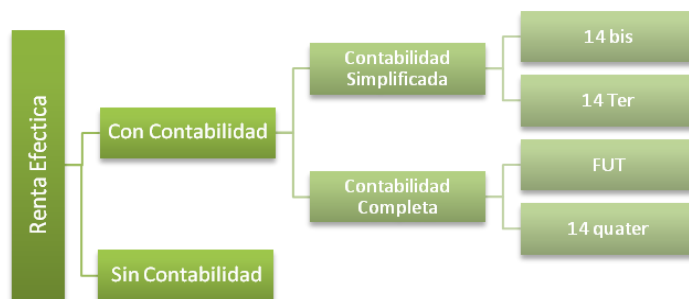 Renta Efectica
Con Contabilidad
Sin Contabilidad
Contabilidad
Simplificada
Contabilidad
Completa
14 bis
14 Ter
FUT
14 quater